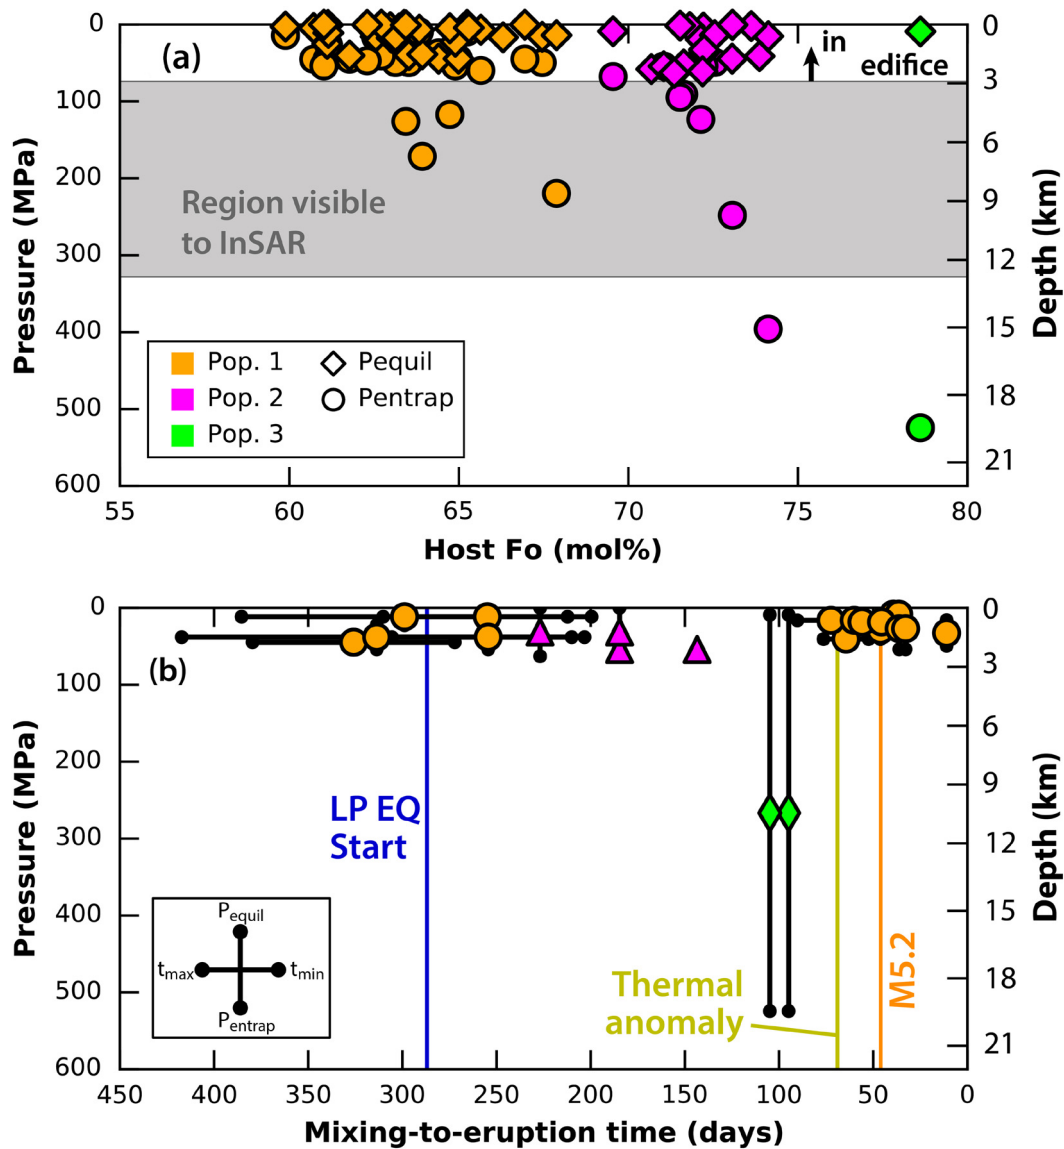 0
100
200
300
400
500
600
Pressure (MPa)
(a)
in
edifice
Region visible
to InSAR
Pop. 1
Pop. 2
Pop. 3
Pequil
Pentrap
0
3
6
9
12
15
18
21
Depth (km)
55 60 65 70 75 80
Host Fo (mol%)
0
100
200
300
400
500
600
Pressure (MPa)
(b)
LP EQ
Start
Pequil
tmax tmin
Pentrap
Thermal
anomaly
M5.2
0
3
6
9
12
15
18
21
Depth (km)
450 400 350 300 250 200 150 100 50 0
Mixing-to-eruption time (days)